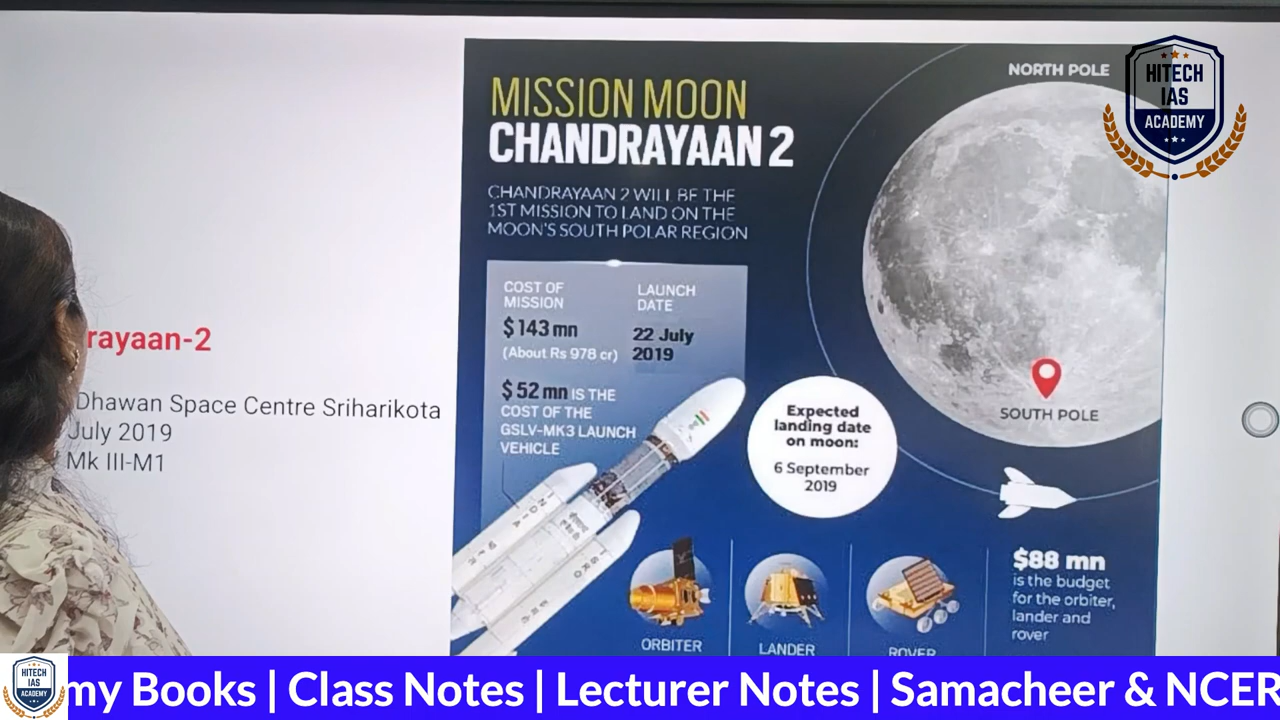 NORTH POLE
HITECH
IAS
ACADEMY
MISSION MOON
CHANDRAYAAN 2
CHANDRAYAAN 2 WILL BE THE
1ST MISSION TO LAND ON THE
MOON'S SOUTH POLAR REGION
COST OF
MISSION
$143 mn
(About Rs 978 cr)
LAUNCH
DATE
22 July
2019
$52 mn IS THE
COST OF THE
GSLV-MK3 LAUNCH
VEHICLE
rayaan-2
Dhawan Space Centre Sriharikota
July 2019
Mk III-M1
Expected
landing date
on moon:
6 September
2019
SOUTH POLE
ORBITER
LANDER
ROVER
$88 mn
is the budget
for the orbiter,
lander and
rover
HITECH
IAS
ACADEMY
my Books | Class Notes | Lecturer Notes | Samacheer & NCER